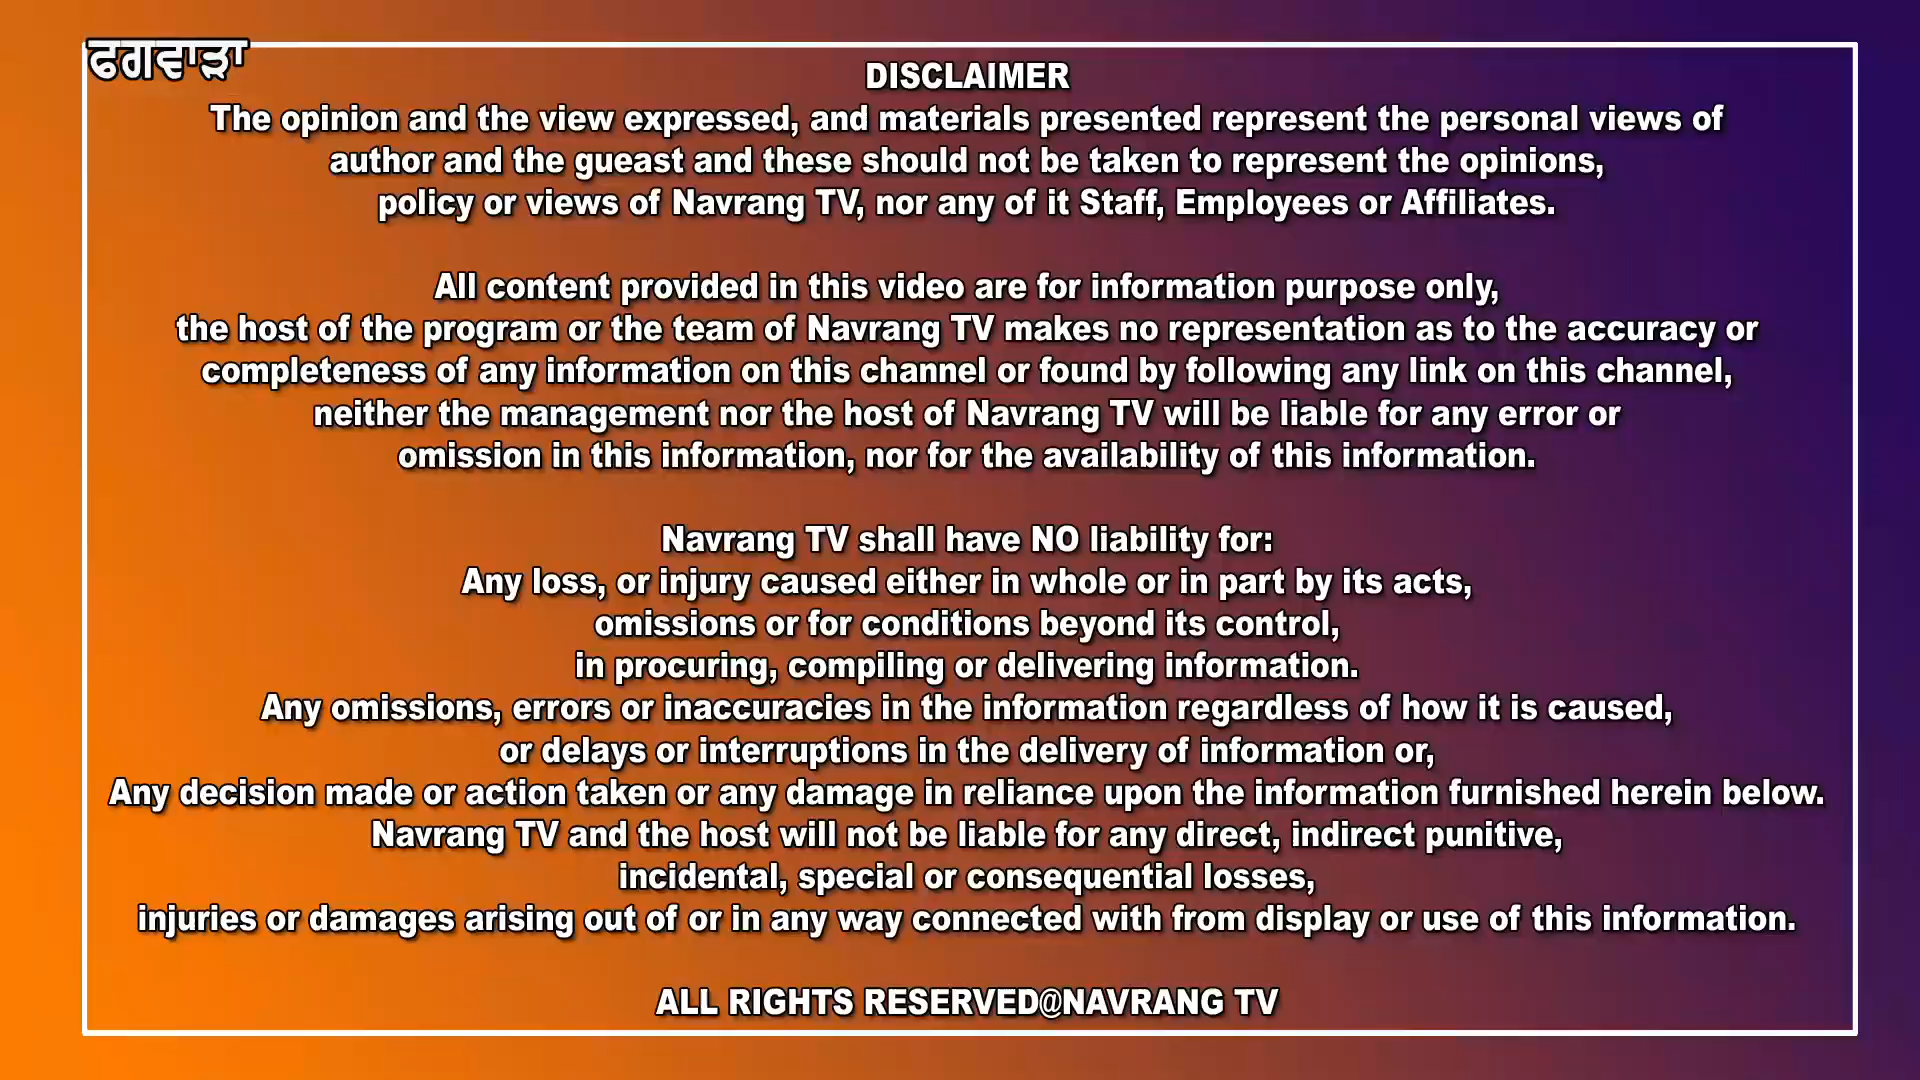 ਫਗਵਾੜਾ
DISCLAIMER
The opinion and the view expressed, and materials presented represent the personal views of
author and the gueast and these should not be taken to represent the opinions,
policy or views of Navrang TV, nor any of it Staff, Employees or Affiliates.
All content provided in this video are for information purpose only,
the host of the program or the team of Navrang TV makes no representation as to the accuracy or
completeness of any information on this channel or found by following any link on this channel,
neither the management nor the host of Navrang TV will be liable for any error or
omission in this information, nor for the availability of this information.
Navrang TV shall have NO liability for:
Any loss, or injury caused either in whole or in part by its acts,
omissions or for conditions beyond its control,
in procuring, compiling or delivering information.
Any omissions, errors or inaccuracies in the information regardless of how it is caused,
or delays or interruptions in the delivery of information or,
Any decision made or action taken or any damage in reliance upon the information furnished herein below.
Navrang TV and the host will not be liable for any direct, indirect punitive,
incidental, special or consequential losses,
injuries or damages arising out of or in any way connected with from display or use of this information.
ALL RIGHTS RESERVED@NAVRANG TV